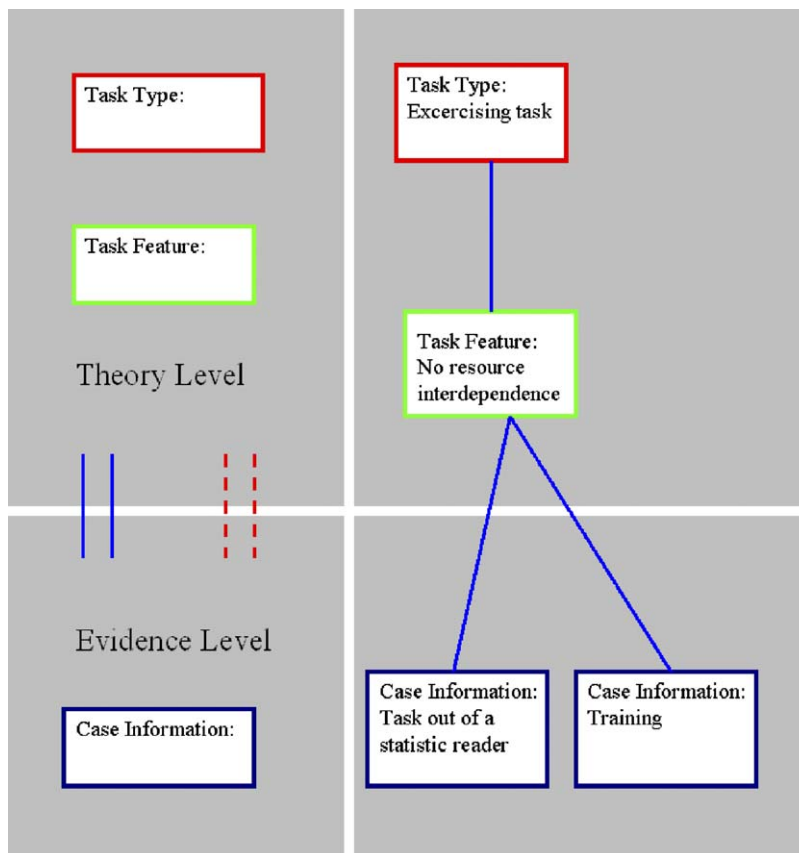 Task Type:
Task Feature:
Theory Level
Evidence Level
Case Information:
Task Type:
Excercising task
Task Feature:
No resource
interdependence
Case Information:
Task out of a
statistic reader
Case Information:
Training